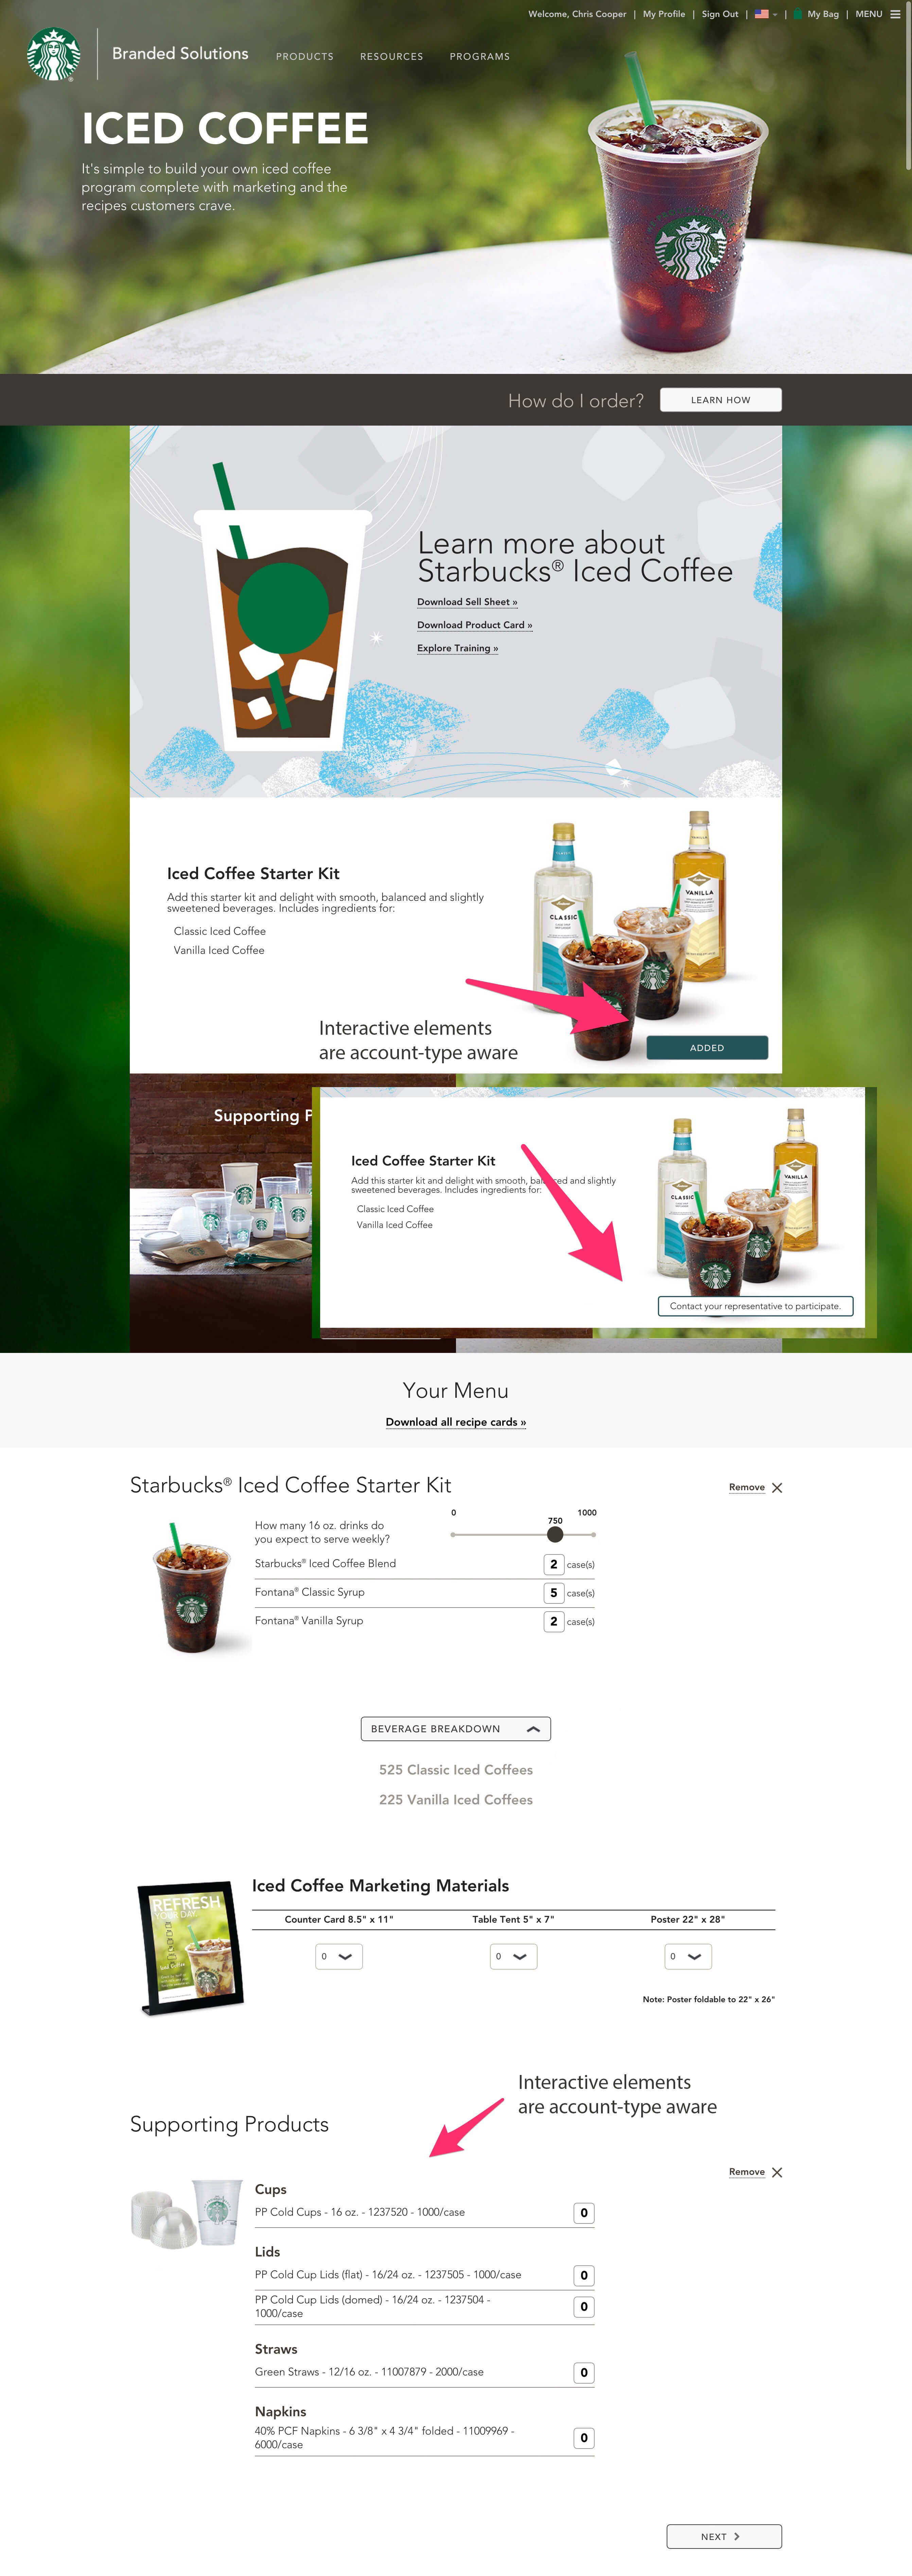 Welcome, Chris Cooper | My Profile | Sign Out | | My Bag | MENU
Branded Solutions
PRODUCTS RESOURCES PROGRAMS
ICED COFFEE
It's simple to build your own iced coffee
program complete with marketing and the
recipes customers crave.
How do I order?
LEARN HOW
Learn more about
Starbucks® Iced Coffee
Download Sell Sheet »
Download Product Card »
Explore Training »
Iced Coffee Starter Kit
Add this starter kit and delight with smooth, balanced and slightly
sweetened beverages. Includes ingredients for:
Classic Iced Coffee
Vanilla Iced Coffee
CLASSIC
VANILLA
Interactive elements
are account-type aware
ADDED
Supporting P
Iced Coffee Starter Kit
Add this starter kit and delight with smooth, ba ed and slightly
sweetened beverages. Includes ingredients for:
Classic Iced Coffee
Vanilla Iced Coffee
CLASSIC
VANILLA
Contact your representative to participate.
Your Menu
Download all recipe cards »
Starbucks® Iced Coffee Starter Kit
Remove
How many 16 oz. drinks do
you expect to serve weekly?
0 1000
750
Starbucks® Iced Coffee Blend 2 case(s)
Fontana® Classic Syrup 5 case(s)
Fontana® Vanilla Syrup 2 case(s)
BEVERAGE BREAKDOWN
525 Classic Iced Coffees
225 Vanilla Iced Coffees
REFRESH
YOUR DAY
Iced Coffee
Iced Coffee Marketing Materials
Counter Card 8.5" x 11" Table Tent 5" x 7" Poster 22" x 28"
0 0 0
Note: Poster foldable to 22" x 26"
Interactive elements
are account-type aware
Supporting Products
Remove
Cups
PP Cold Cups - 16 oz. - 1237520 - 1000/case 0
Lids
PP Cold Cup Lids (flat) - 16/24 oz. - 1237505 - 1000/case 0
PP Cold Cup Lids (domed) - 16/24 oz. - 1237504 -
1000/case 0
Straws
Green Straws - 12/16 oz. - 11007879 - 2000/case 0
Napkins
40% PCF Napkins - 6 3/8" x 4 3/4" folded - 11009969 -
6000/case 0
NEXT